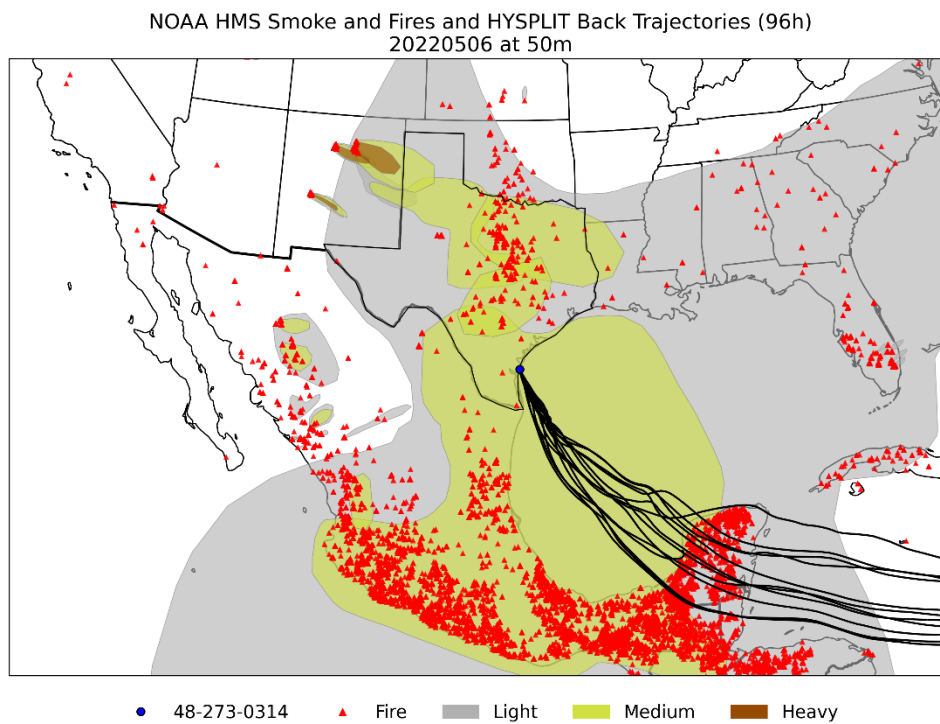 NOAA HMS Smoke and Fires and HYSPLIT Back Trajectories (96h)
20220506 at 50m
48-273-0314 Fire Light Medium Heavy